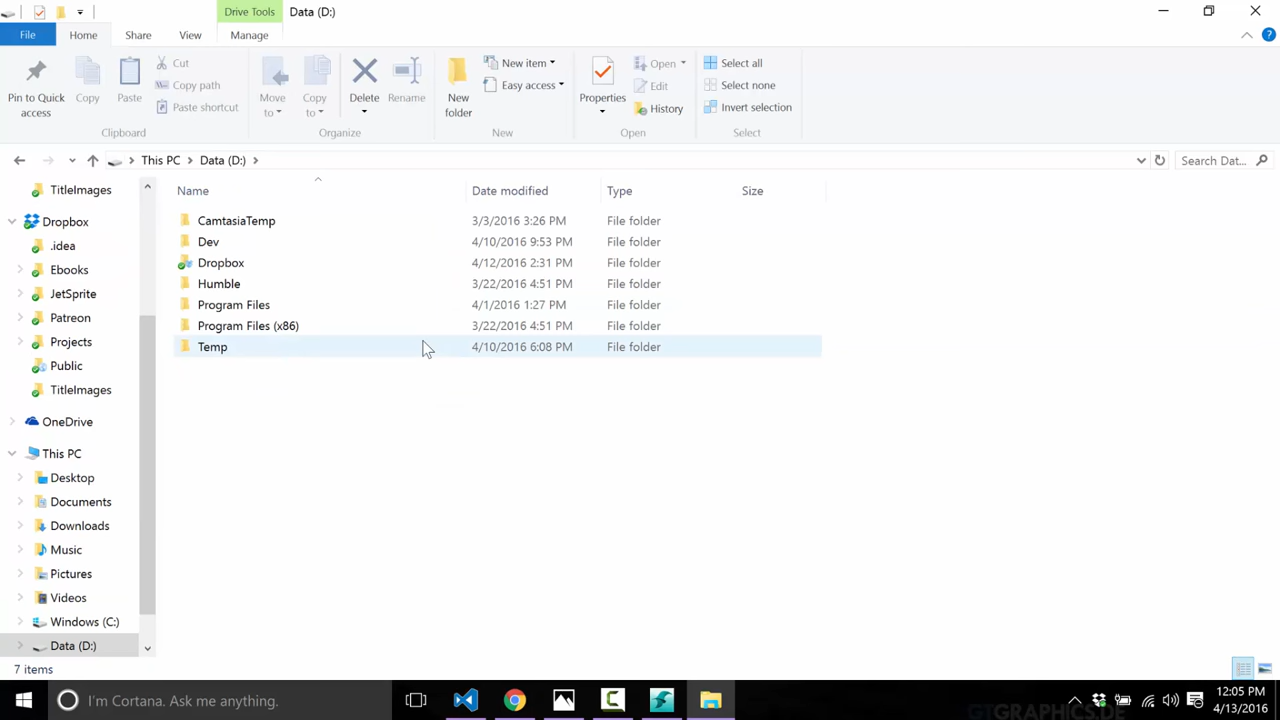 Drive Tools Data (D:)
File Home Share View Manage
Pin to Quick access
Copy
Paste
Cut
Copy path
Paste shortcut
Clipboard
Move to
Copy to
Delete
Rename
Organize
New folder
New item
Easy access
New
Properties
Open
Edit
History
Open
Select all
Select none
Invert selection
Select
This PC Data (D:) Search Dat...
Name Date modified Type Size
TitleImages
Dropbox
.idea
Ebooks
JetSprite
Patreon
Projects
Public
TitleImages
OneDrive
This PC
Desktop
Documents
Downloads
Music
Pictures
Videos
Windows (C:)
Data (D:)
CamtasiaTemp 3/3/2016 3:26 PM File folder
Dev 4/10/2016 9:53 PM File folder
Dropbox 4/12/2016 2:31 PM File folder
Humble 3/22/2016 4:51 PM File folder
Program Files 4/1/2016 1:27 PM File folder
Program Files (x86) 3/22/2016 4:51 PM File folder
Temp 4/10/2016 6:08 PM File folder
7 items
I'm Cortana. Ask me anything.
12:05 PM
4/13/2016
GTGRAPHICS.DE